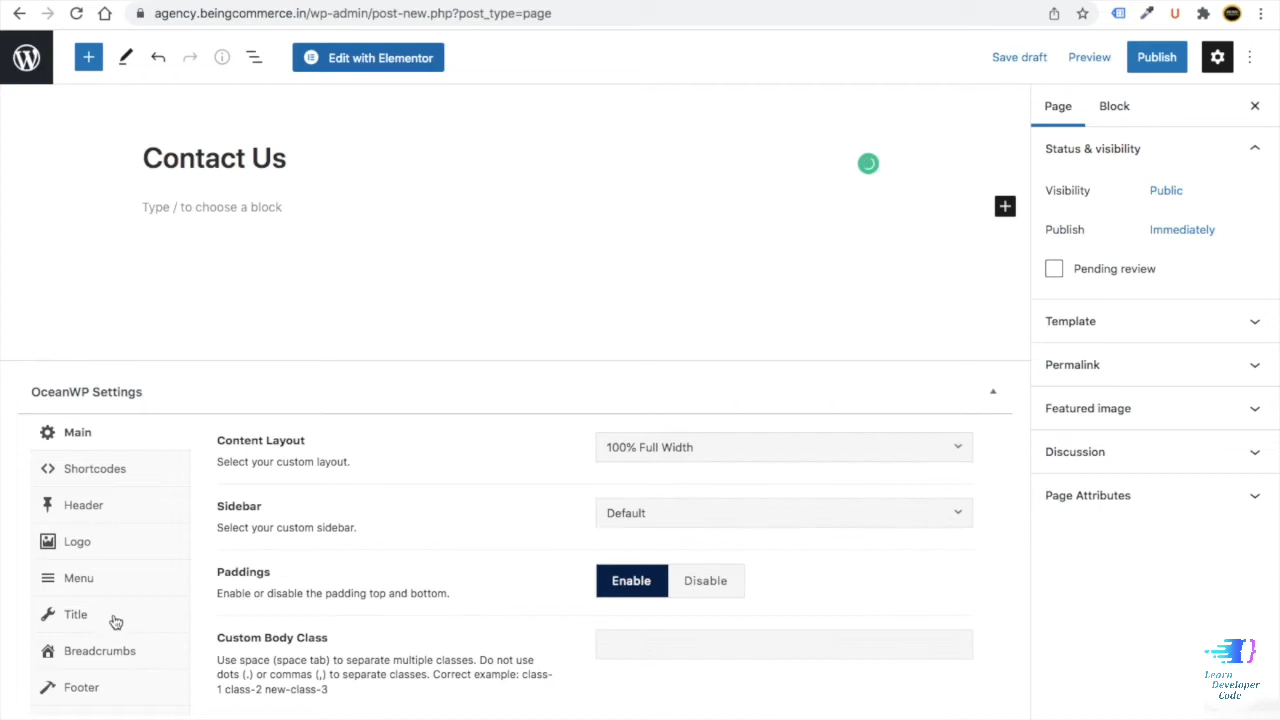 agency.beingcommerce.in/wp-admin/post-new.php?post_type=page
Edit with Elementor
Save draft
Preview
Publish
Contact Us
Type / to choose a block
Page
Block
Status & visibility
Visibility
Public
Publish
Immediately
Pending review
Template
Permalink
Featured image
Discussion
Page Attributes
OceanWP Settings
Main
Shortcodes
Header
Logo
Menu
Title
Breadcrumbs
Footer
Content Layout
Select your custom layout.
100% Full Width
Sidebar
Select your custom sidebar.
Default
Paddings
Enable or disable the padding top and bottom.
Enable
Disable
Custom Body Class
Use space (space tab) to separate multiple classes. Do not use
dots (.) or commas (,) to separate classes. Correct example: class-
1 class-2 new-class-3
Learn
Developer
Code